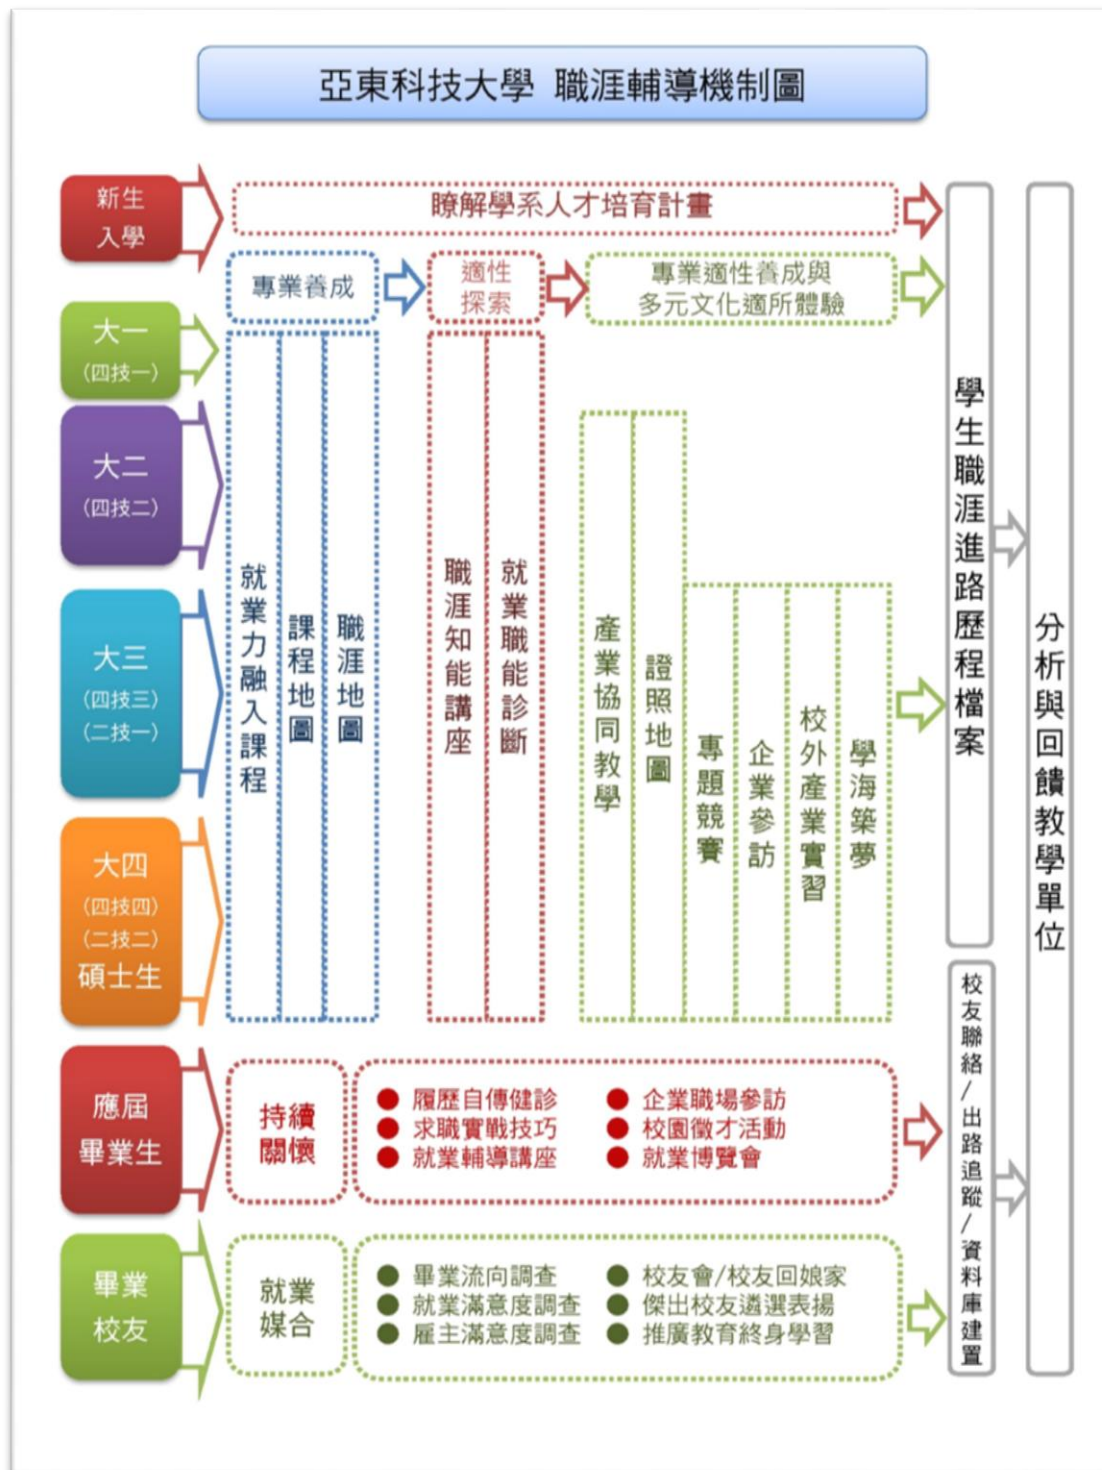 亞東科技大學 職涯輔導機制圖
新生
入學
瞭解學系人才培育計畫
專業養成
適性
探索
專業適性養成與
多元文化適所體驗
大一
(四技一)
大二
(四技二)
大三
(四技三)
(二技一)
大四
(四技四)
(二技二)
碩士生
就業力融入課程
課程地圖
職涯地圖
職涯知能講座
就業職能診斷
產業協同教學
證照地圖
專題競賽
企業參訪
校外產業實習
學海築夢
學生職涯進路歷程檔案
分析與回饋教學單位
應屆
畢業生
持續
關懷
履歷自傳健診
求職實戰技巧
就業輔導講座
企業職場參訪
校園徵才活動
就業博覽會
畢業
校友
就業
媒合
畢業流向調查
就業滿意度調查
雇主滿意度調查
校友會/校友回娘家
傑出校友遴選表揚
推廣教育終身學習
校友聯絡/出路追蹤/資料庫建置